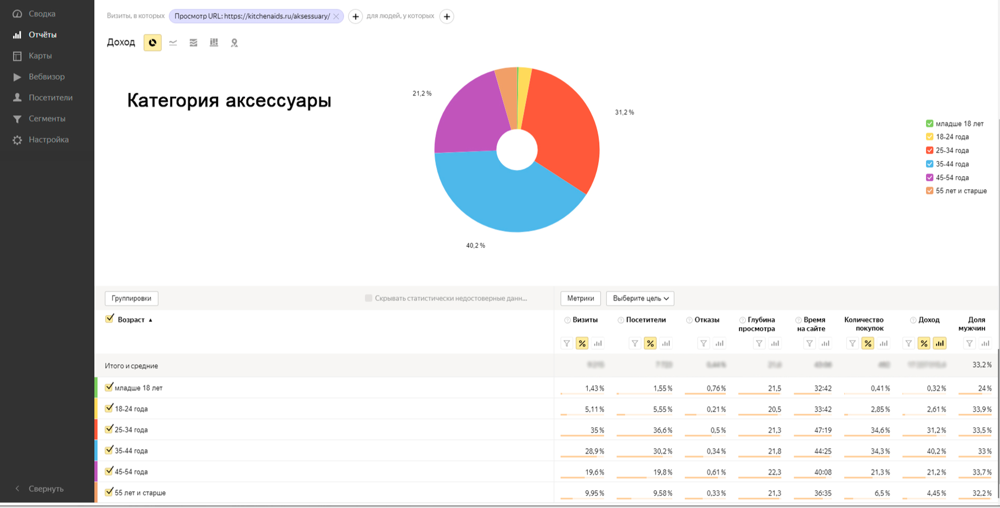 Сводка
Отчёты
Карты
Вебвизор
Посетители
Сегменты
Настройка
Свернуть
Визиты, в которых Просмотр URL: https://kitchenaids.ru/aksessuary/ для людей, у которых
Доход
Категория аксессуары
21,2 %
31,2 %
40,2 %
младше 18 лет
18-24 года
25-34 года
35-44 года
45-54 года
55 лет и старше
Группировки Скрывать статистически недостоверные данн... Метрики Выберите цель
Возраст ▲ Визиты Посетители Отказы Глубина просмотра Время на сайте Количество покупок Доход Доля мужчин
% % % %
Итого и средние 33,2 %
младше 18 лет 1,43 % 1,55 % 0,76 % 21,5 32:42 0,41 % 0,32 % 24 %
18-24 года 5,11 % 5,55 % 0,21 % 20,5 33:42 2,85 % 2,61 % 33,9 %
25-34 года 35 % 36,6 % 0,5 % 21,3 47:19 34,6 % 31,2 % 33,5 %
35-44 года 28,9 % 30,2 % 0,34 % 21,8 44:25 34,3 % 40,2 % 33 %
45-54 года 19,6 % 19,8 % 0,61 % 22,3 40:08 21,3 % 21,2 % 33,7 %
55 лет и старше 9,95 % 9,58 % 0,33 % 21,3 36:35 6,5 % 4,45 % 32,2 %